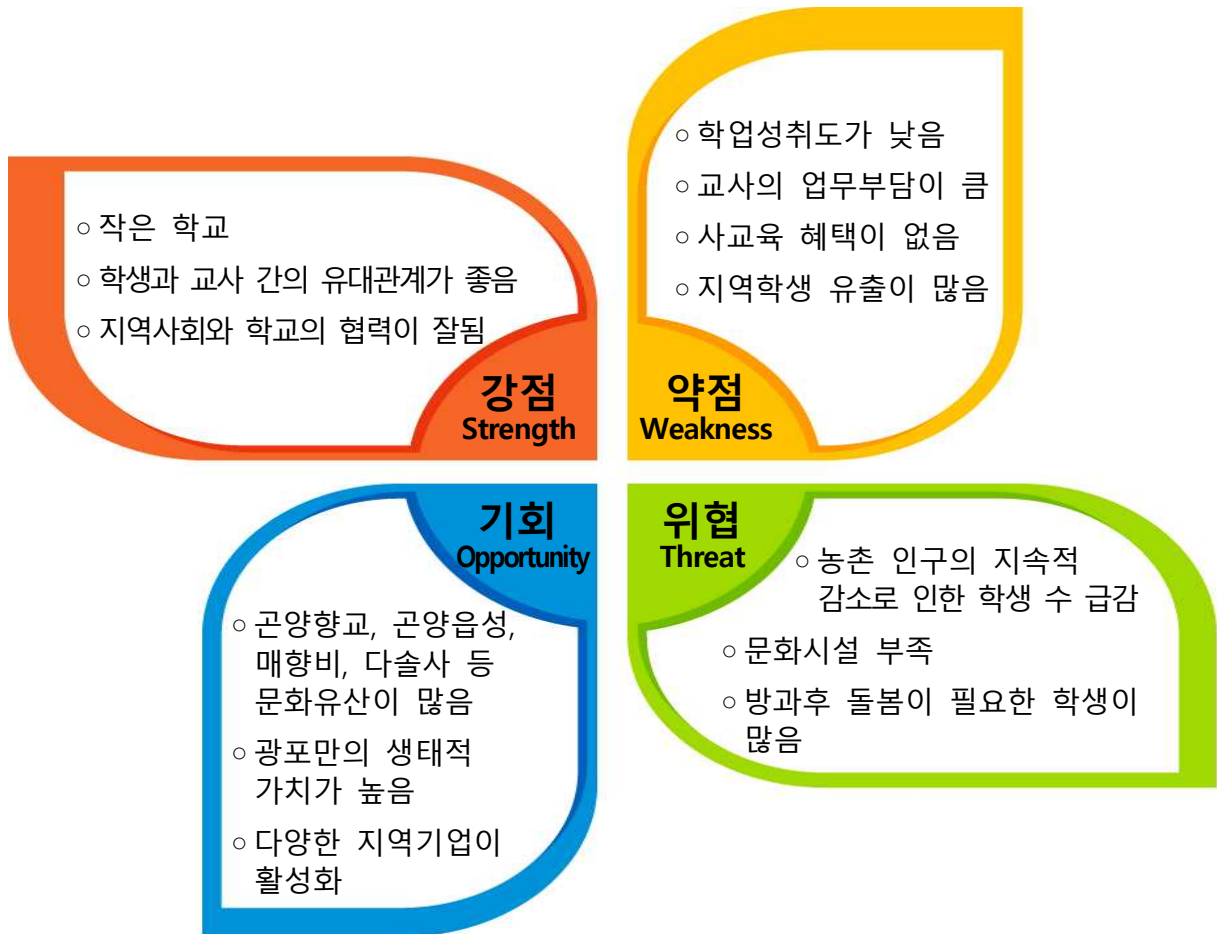 ○ 작은 학교
○ 학생과 교사 간의 유대관계가 좋음
○ 지역사회와 학교의 협력이 잘됨
강점
Strength
○ 학업성취도가 낮음
○ 교사의 업무부담이 큼
○ 사교육 혜택이 없음
○ 지역학생 유출이 많음
약점
Weakness
기회
Opportunity
○ 곤양향교, 곤양읍성,
매향비, 다솔사 등
문화유산이 많음
○ 광포만의 생태적
가치가 높음
○ 다양한 지역기업이
활성화
위협
Threat
○ 농촌 인구의 지속적
감소로 인한 학생 수 급감
○ 문화시설 부족
○ 방과후 돌봄이 필요한 학생이
많음